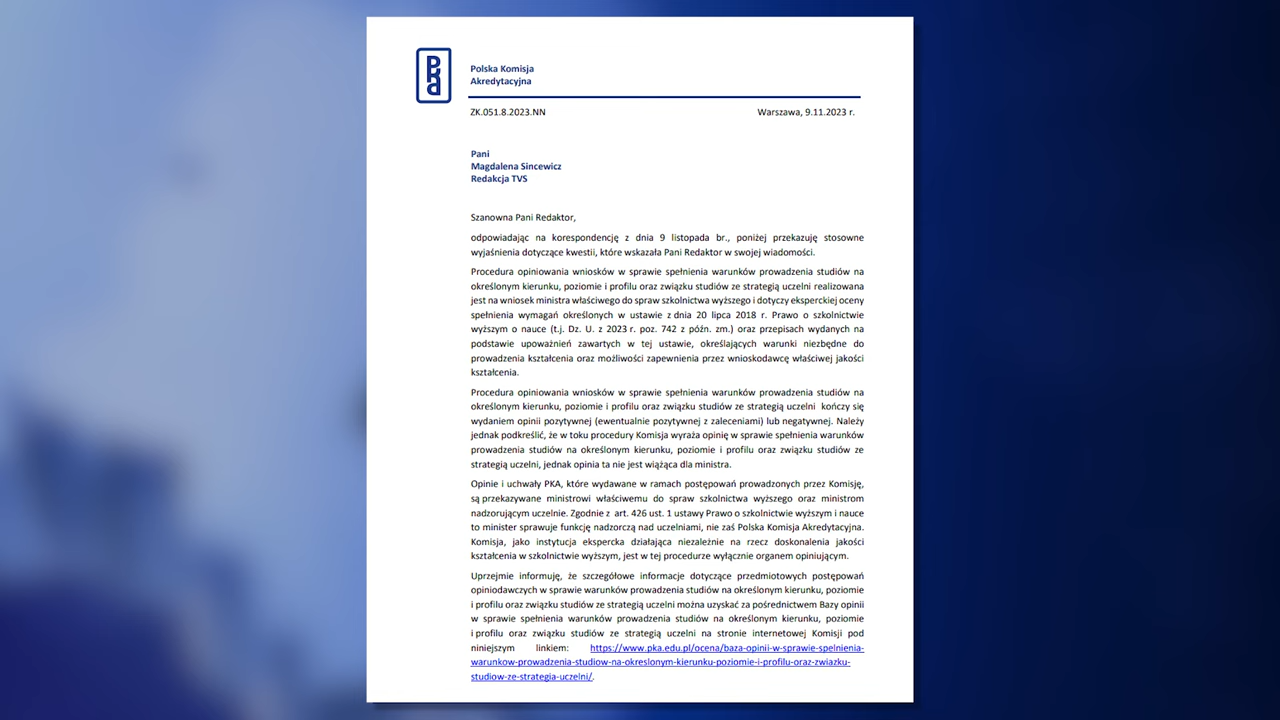 PKA
Polska Komisja
Akredytacyjna
ZK.051.8.2023.NN
Warszawa, 9.11.2023 r.
Pani
Magdalena Sincewicz
Redakcja TVS
Szanowna Pani Redaktor,
odpowiadając na korespondencję z dnia 9 listopada br., poniżej przekazuję stosowne
wyjaśnienia dotyczące kwestii, które wskazała Pani Redaktor w swojej wiadomości.
Procedura opiniowania wniosków w sprawie spełnienia warunków prowadzenia studiów na
określonym kierunku, poziomie i profilu oraz związku studiów ze strategią uczelni realizowana
jest na wniosek ministra właściwego do spraw szkolnictwa wyższego i dotyczy eksperckiej oceny
spełnienia wymagań określonych w ustawie z dnia 20 lipca 2018 r. Prawo o szkolnictwie
wyższym o nauce (t.j. Dz. U. z 2023 r. poz. 742 z późn. zm.) oraz przepisach wydanych na
podstawie upoważnień zawartych w tej ustawie, określających warunki niezbędne do
prowadzenia kształcenia oraz możliwości zapewnienia przez wnioskodawcę właściwej jakości
kształcenia.
Procedura opiniowania wniosków w sprawie spełnienia warunków prowadzenia studiów na
określonym kierunku, poziomie i profilu oraz związku studiów ze strategią uczelni kończy się
wydaniem opinii pozytywnej (ewentualnie pozytywnej z zaleceniami) lub negatywnej. Należy
jednak podkreślić, że w toku procedury Komisja wyraża opinię w sprawie spełnienia warunków
prowadzenia studiów na określonym kierunku, poziomie i profilu oraz związku studiów ze
strategią uczelni, jednak opinia ta nie jest wiążąca dla ministra.
Opinie i uchwały PKA, które wydawane w ramach postępowań prowadzonych przez Komisję,
są przekazywane ministrowi właściwemu do spraw szkolnictwa wyższego oraz ministrom
nadzorującym uczelnie. Zgodnie z art. 426 ust. 1 ustawy Prawo o szkolnictwie wyższym i nauce
to minister sprawuje funkcję nadzorczą nad uczelniami, nie zaś Polska Komisja Akredytacyjna.
Komisja, jako instytucja ekspercka działająca niezależnie na rzecz doskonalenia jakości
kształcenia w szkolnictwie wyższym, jest w tej procedurze wyłącznie organem opiniującym.
Uprzejmie informuję, że szczegółowe informacje dotyczące przedmiotowych postępowań
opiniodawczych w sprawie warunków prowadzenia studiów na określonym kierunku, poziomie
i profilu oraz związku studiów ze strategią uczelni można uzyskać za pośrednictwem Bazy opinii
w sprawie spełnienia warunków prowadzenia studiów na określonym kierunku, poziomie
i profilu oraz związku studiów ze strategią uczelni na stronie internetowej Komisji pod
niniejszym linkiem: https://www.pka.edu.pl/ocena/baza-opinii-w-sprawie-spelnienia-
warunkow-prowadzenia-studiow-na-okreslonym-kierunku-poziomie-i-profilu-oraz-zwiazku-
studiow-ze-strategia-uczelni/.